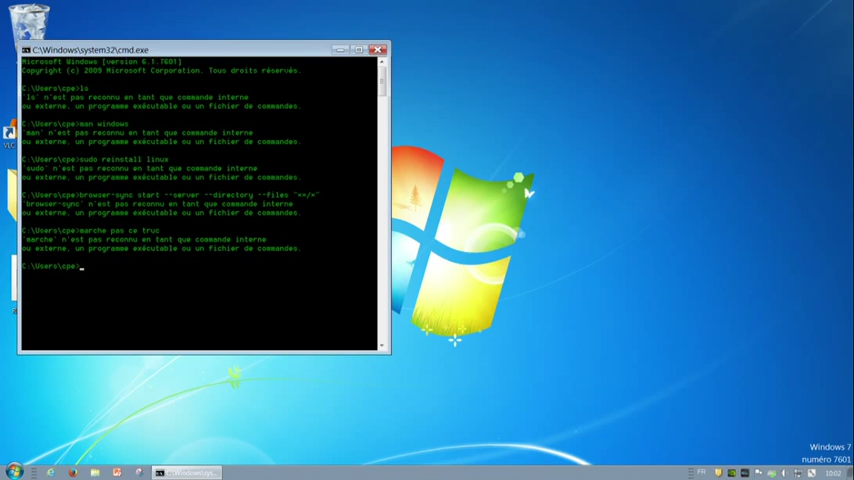 C:\Windows\system32\cmd.exe
Microsoft Windows [version 6.1.7601]
Copyright (c) 2009 Microsoft Corporation. Tous droits réservés.
C:\Users\cpe>lo
'lo' n'est pas reconnu en tant que commande interne
ou externe, un programme exécutable ou un fichier de commandes.
C:\Users\cpe>man windows
'man' n'est pas reconnu en tant que commande interne
ou externe, un programme exécutable ou un fichier de commandes.
C:\Users\cpe>sudo reinstall linux
'sudo' n'est pas reconnu en tant que commande interne
ou externe, un programme exécutable ou un fichier de commandes.
C:\Users\cpe>browser-sync start --server --directory --files "**/*"
'browser-sync' n'est pas reconnu en tant que commande interne
ou externe, un programme exécutable ou un fichier de commandes.
C:\Users\cpe>marche pas ce truc
'marche' n'est pas reconnu en tant que commande interne
ou externe, un programme exécutable ou un fichier de commandes.
C:\Users\cpe>
VLC
Windows 7
numéro 7601
C:\Windows\sys...
FR
10:02